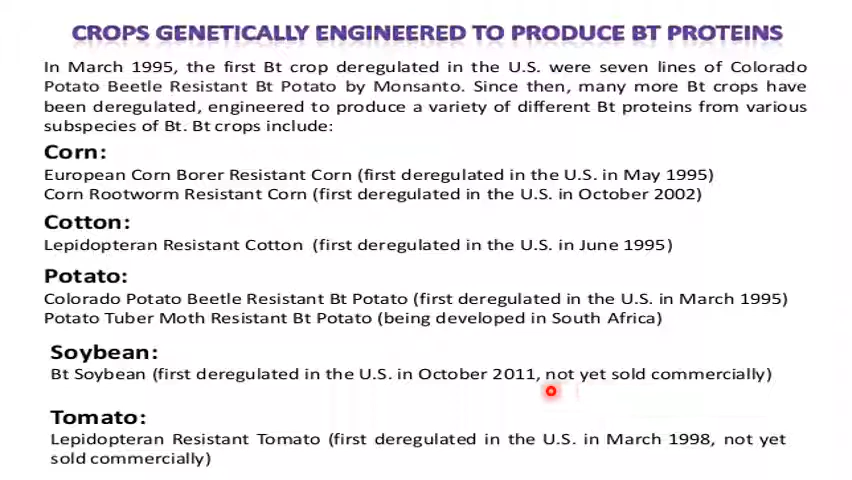 CROPS GENETICALLY ENGINEERED TO PRODUCE BT PROTEINS
In March 1995, the first Bt crop deregulated in the U.S. were seven lines of Colorado
Potato Beetle Resistant Bt Potato by Monsanto. Since then, many more Bt crops have
been deregulated, engineered to produce a variety of different Bt proteins from various
subspecies of Bt. Bt crops include:
Corn:
European Corn Borer Resistant Corn (first deregulated in the U.S. in May 1995)
Corn Rootworm Resistant Corn (first deregulated in the U.S. in October 2002)
Cotton:
Lepidopteran Resistant Cotton (first deregulated in the U.S. in June 1995)
Potato:
Colorado Potato Beetle Resistant Bt Potato (first deregulated in the U.S. in March 1995)
Potato Tuber Moth Resistant Bt Potato (being developed in South Africa)
Soybean:
Bt Soybean (first deregulated in the U.S. in October 2011, not yet sold commercially)
Tomato:
Lepidopteran Resistant Tomato (first deregulated in the U.S. in March 1998, not yet
sold commercially)